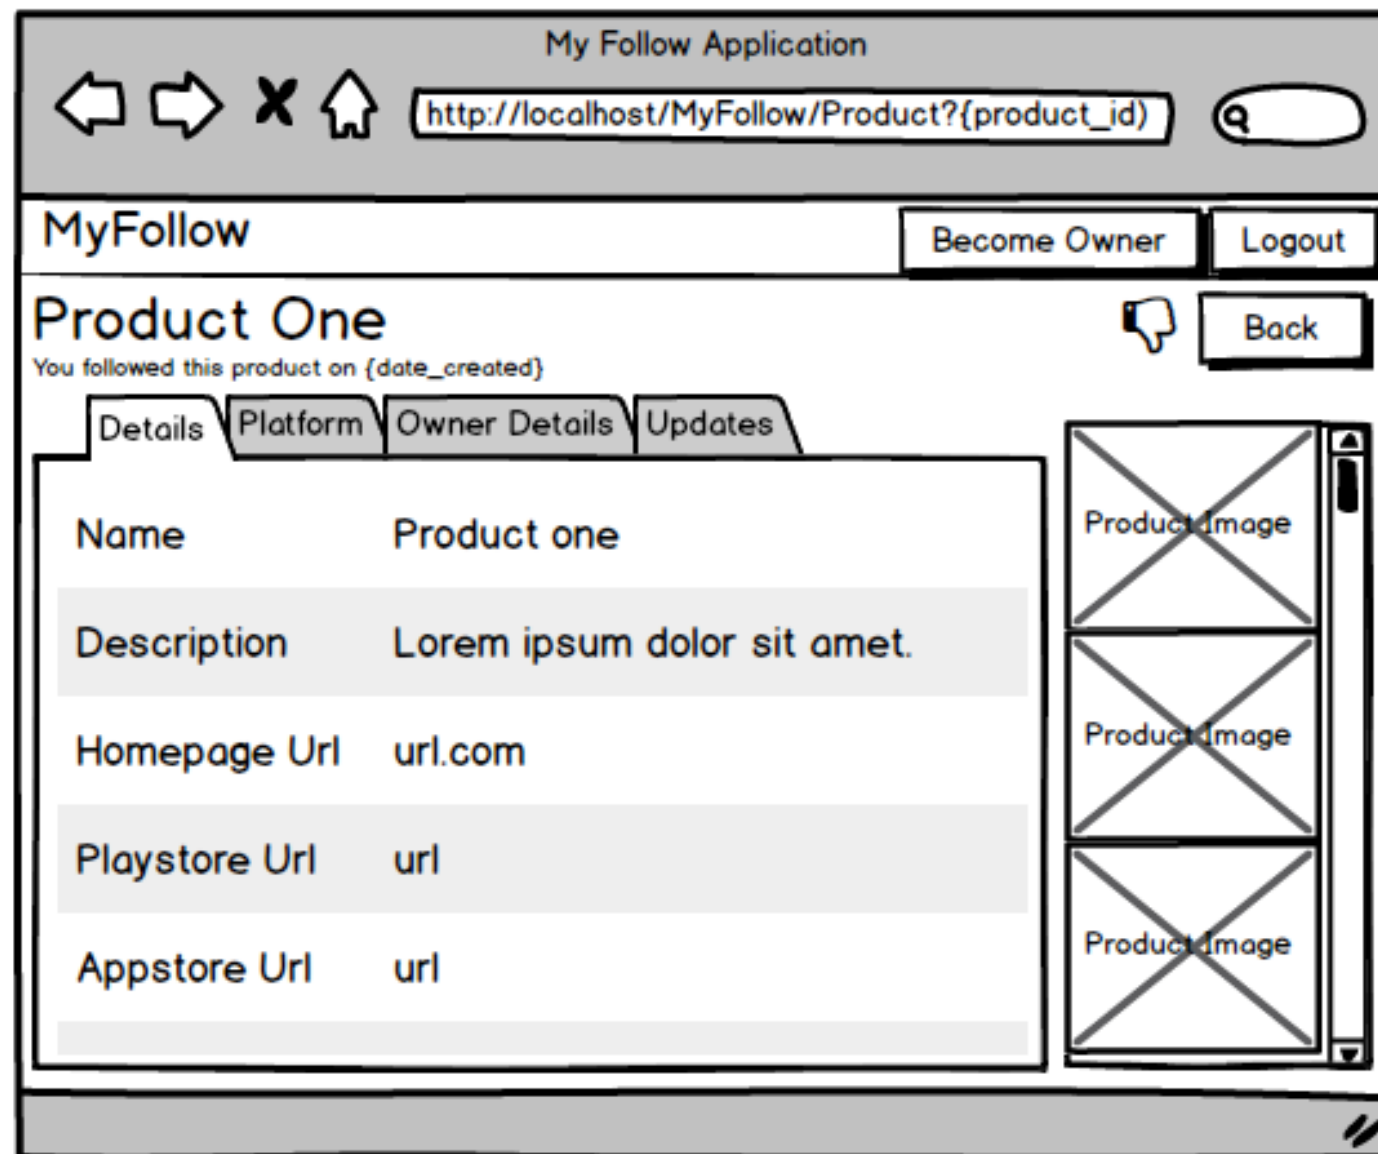 My Follow Application
http://localhost/MyFollow/Product?{product_id)
MyFollow
Become Owner
Logout
Product One
Back
You followed this product on {date_created}
Details
Platform
Owner Details
Updates
Name
Product one
Description
Lorem ipsum dolor sit amet.
Homepage Url
url.com
Playstore Url
url
Appstore Url
url
Product Image
Product Image
Product Image